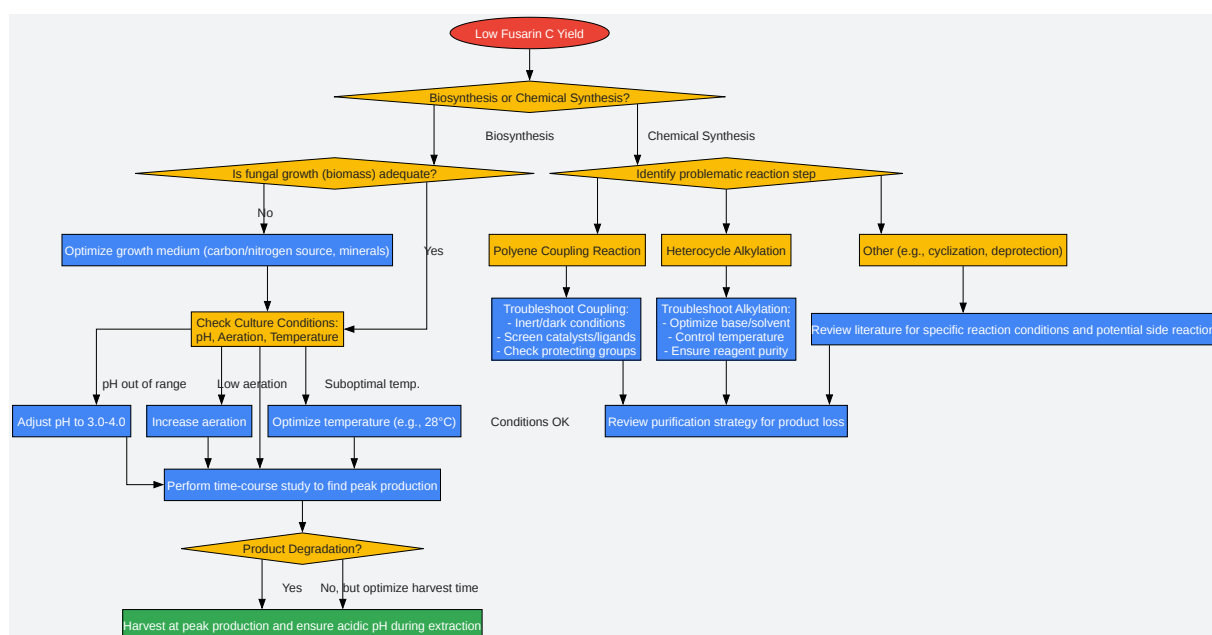 Low Fusarin C Yield
Biosynthesis or Chemical Synthesis?
Biosynthesis
Chemical Synthesis
Is fungal growth (biomass) adequate?
Identify problematic reaction step
No
Yes
Optimize growth medium (carbon/nitrogen source, minerals)
Polyene Coupling Reaction
Heterocycle Alkylation
Other (e.g., cyclization, deprotection)
Check Culture Conditions:
pH, Aeration, Temperature
Troubleshoot Coupling:
- Inert/dark conditions
- Screen catalysts/ligands
- Check protecting groups
Troubleshoot Alkylation:
- Optimize base/solvent
- Control temperature
- Ensure reagent purity
Review literature for specific reaction conditions and potential side reaction
pH out of range
Low aeration
Suboptimal temp.
Conditions OK
Adjust pH to 3.0-4.0
Increase aeration
Optimize temperature (e.g., 28°C)
Review purification strategy for product loss
Perform time-course study to find peak production
Product Degradation?
Yes
No, but optimize harvest time
Harvest at peak production and ensure acidic pH during extraction